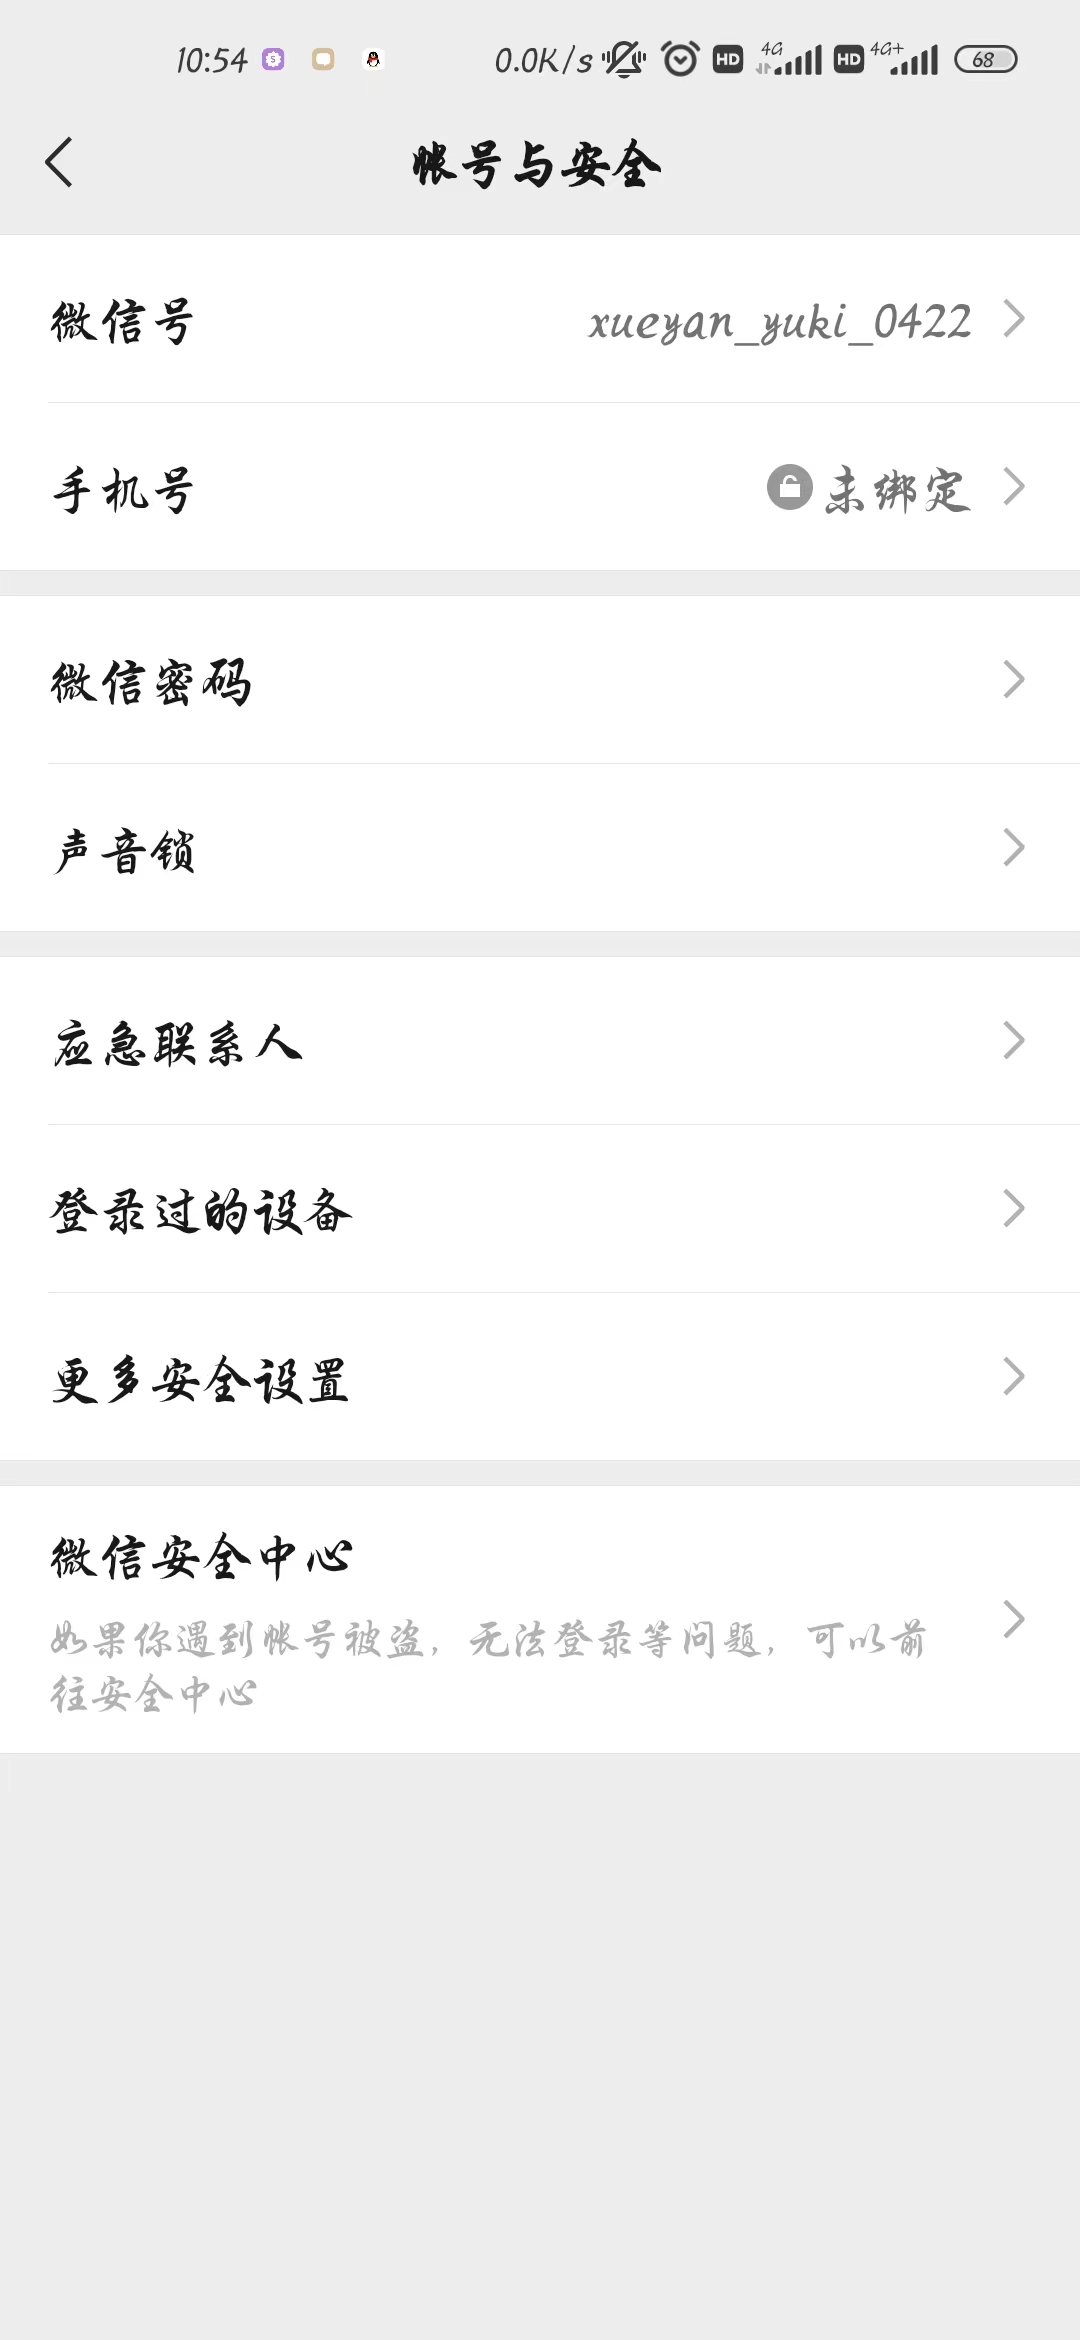 10:54 0.0K/s HD 4G HD 4G+ 68
帐号与安全
微信号 xueyan_yuki_0422
手机号 未绑定
微信密码
声音锁
应急联系人
登录过的设备
更多安全设置
微信安全中心
如果你遇到帐号被盗，无法登录等问题，可以前
往安全中心